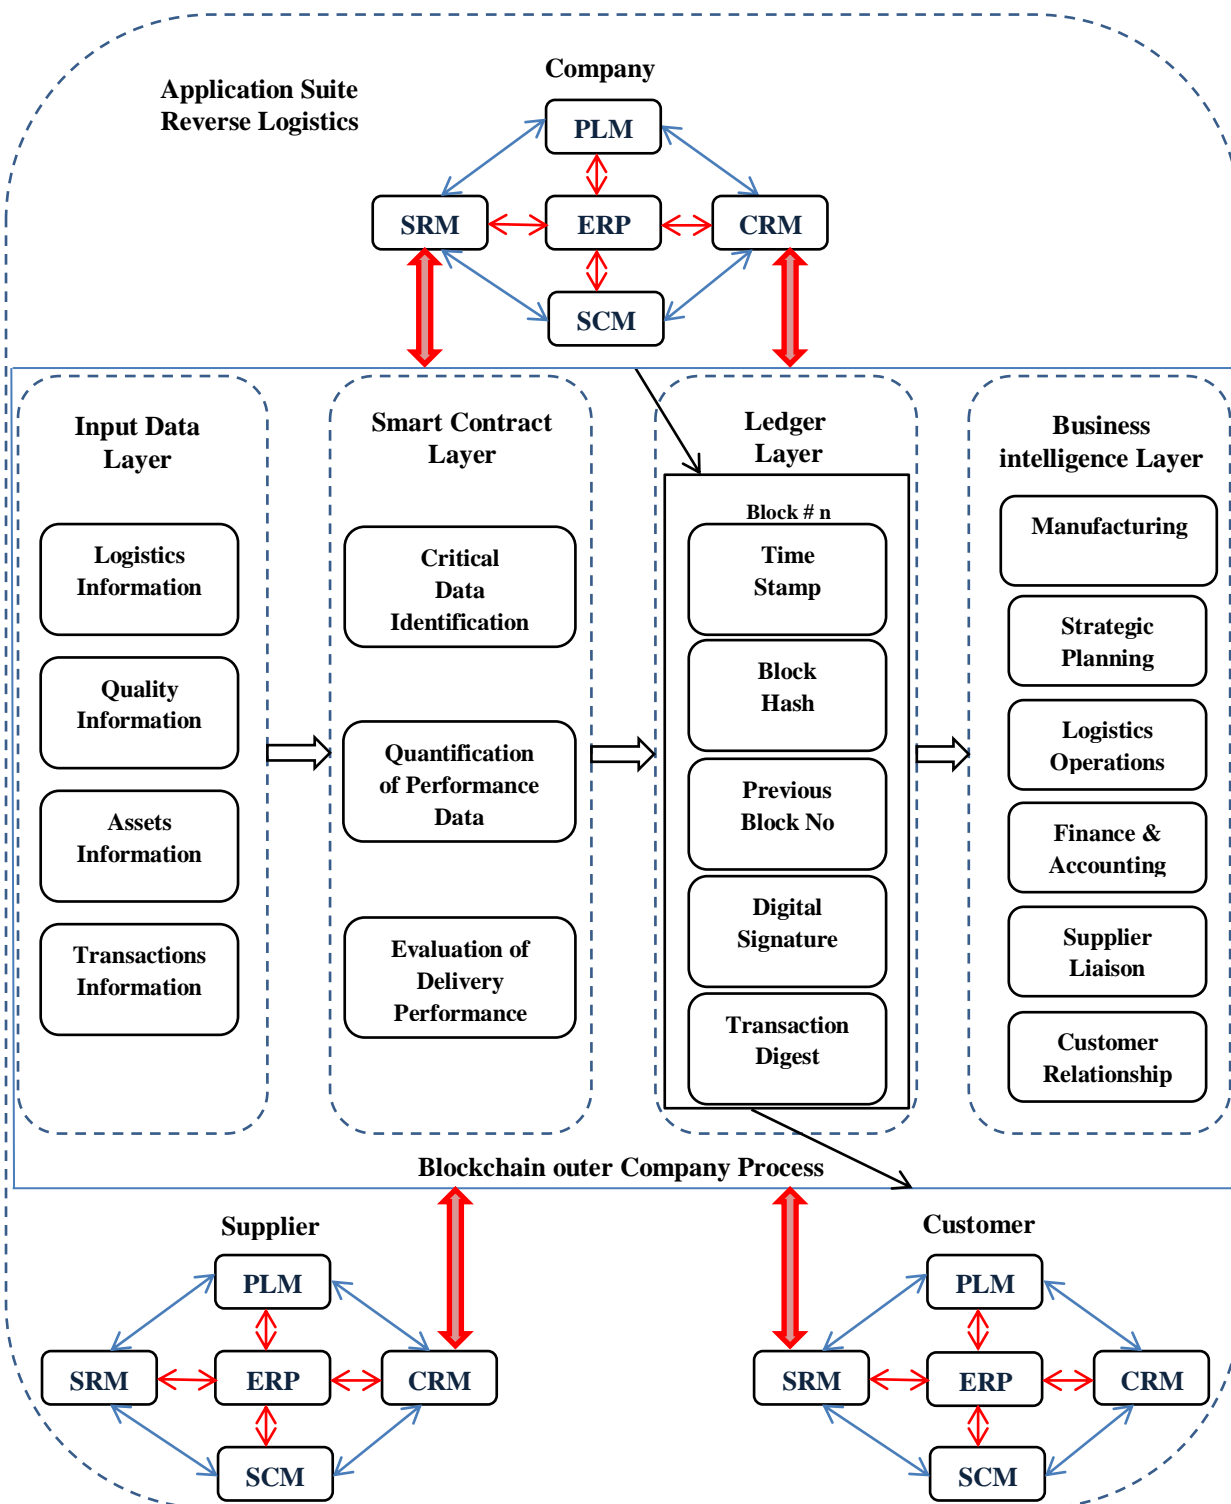 Company
Application Suite
Reverse Logistics
PLM
SRM
ERP
CRM
SCM
Input Data
Layer
Logistics
Information
Quality
Information
Assets
Information
Transactions
Information
Smart Contract
Layer
Critical
Data
Identification
Quantification
of Performance
Data
Evaluation of
Delivery
Performance
Ledger
Layer
Block # n
Time
Stamp
Block
Hash
Previous
Block No
Digital
Signature
Transaction
Digest
Business
intelligence Layer
Manufacturing
Strategic
Planning
Logistics
Operations
Finance &
Accounting
Supplier
Liaison
Customer
Relationship
Blockchain outer Company Process
Supplier
PLM
SRM
ERP
CRM
SCM
Customer
PLM
SRM
ERP
CRM
SCM